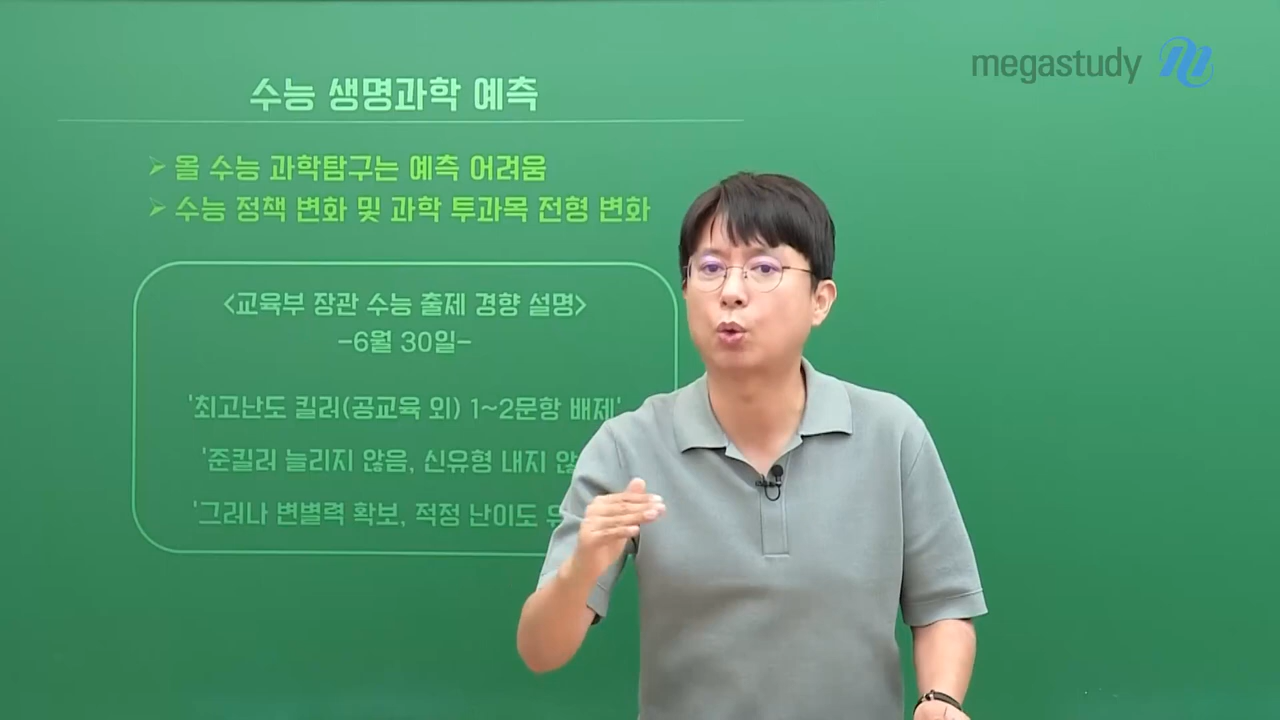 megastudy
수능 생명과학 예측
➢ 올 수능 과학탐구는 예측 어려움
➢ 수능 정책 변화 및 과학 투과목 전형 변화
<교육부 장관 수능 출제 경향 설명>
-6월 30일-
'최고난도 킬러(공교육 외) 1~2문항 배제'
'준킬러 늘리지 않음, 신유형 내지
'그러나 변별력 확보, 적정 난이도